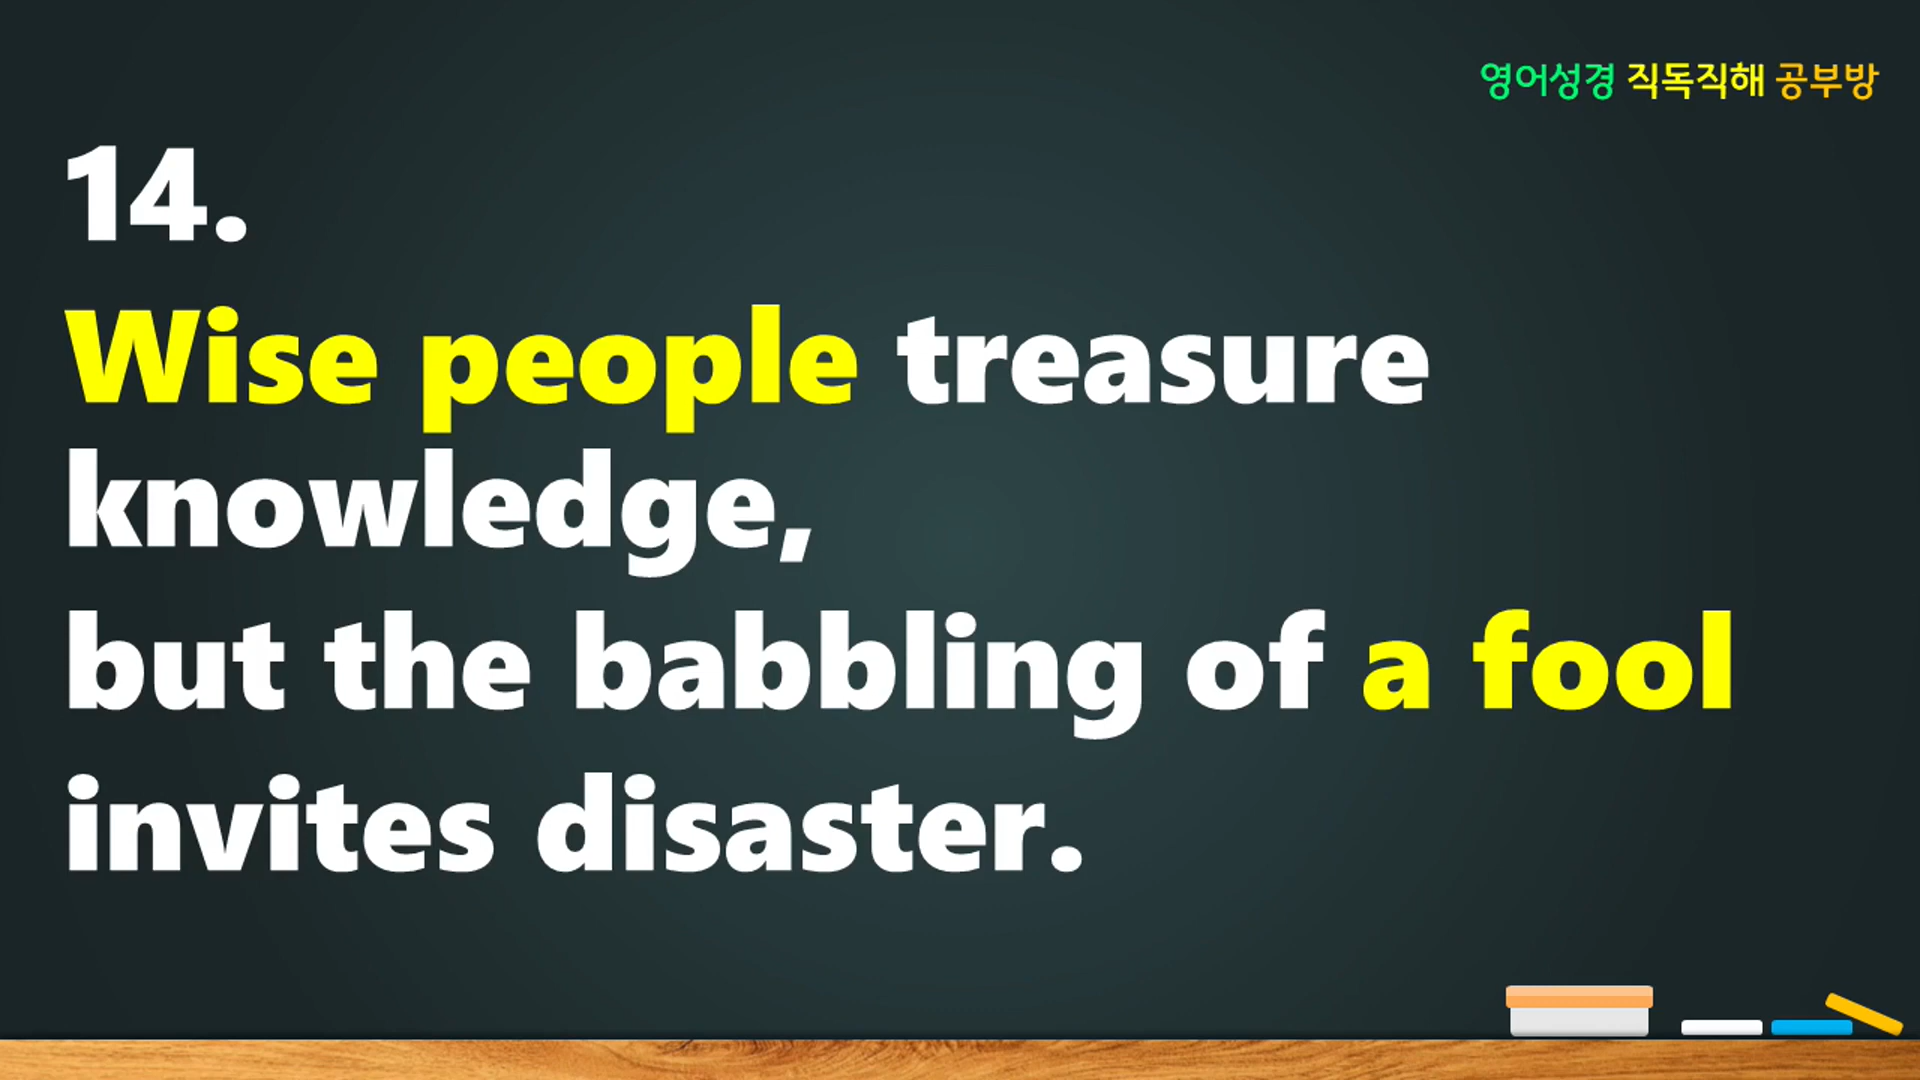 영어성경 직독직해 공부방
14.
Wise people treasure
knowledge,
but the babbling of a fool
invites disaster.